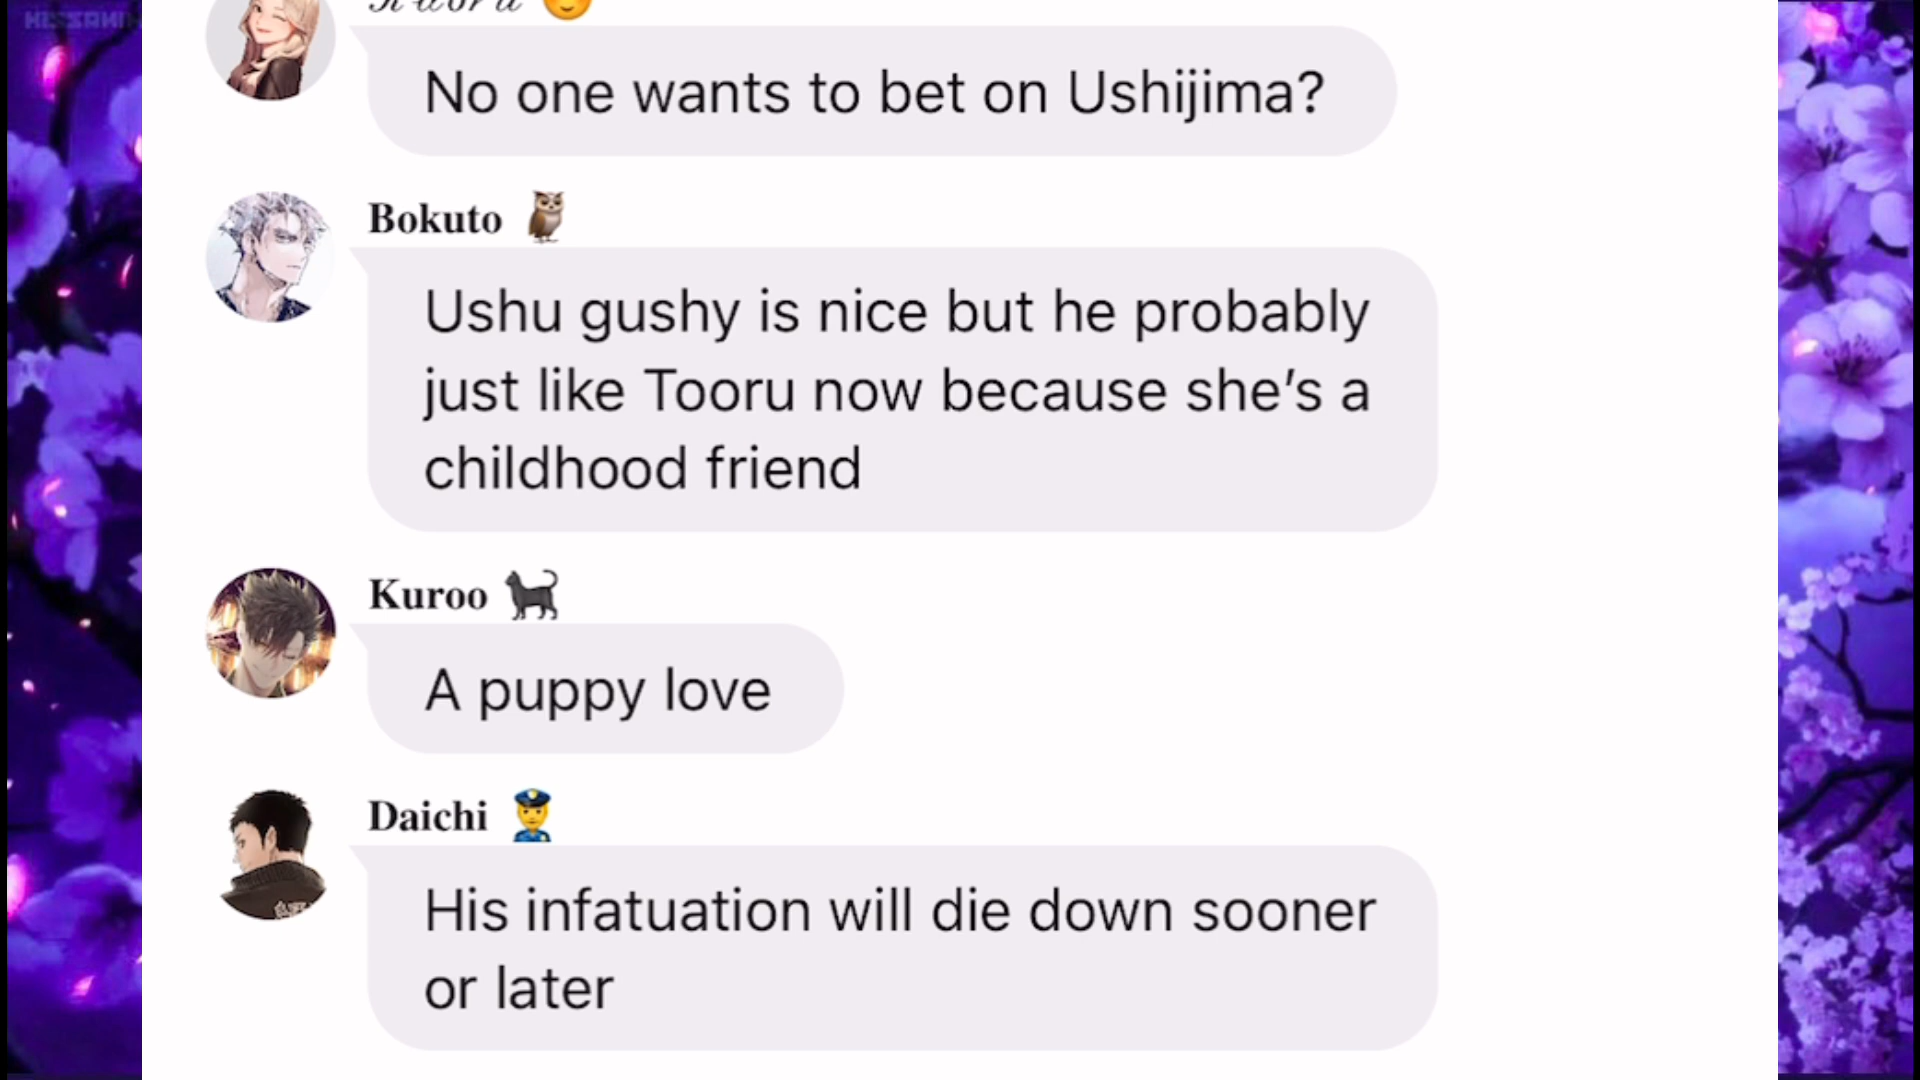 No one wants to bet on Ushijima?
Bokuto 🦉
Ushu gushy is nice but he probably
just like Tooru now because she’s a
childhood friend
Kuroo 🐈‍⬛
A puppy love
Daichi 👮‍♂️
His infatuation will die down sooner
or later